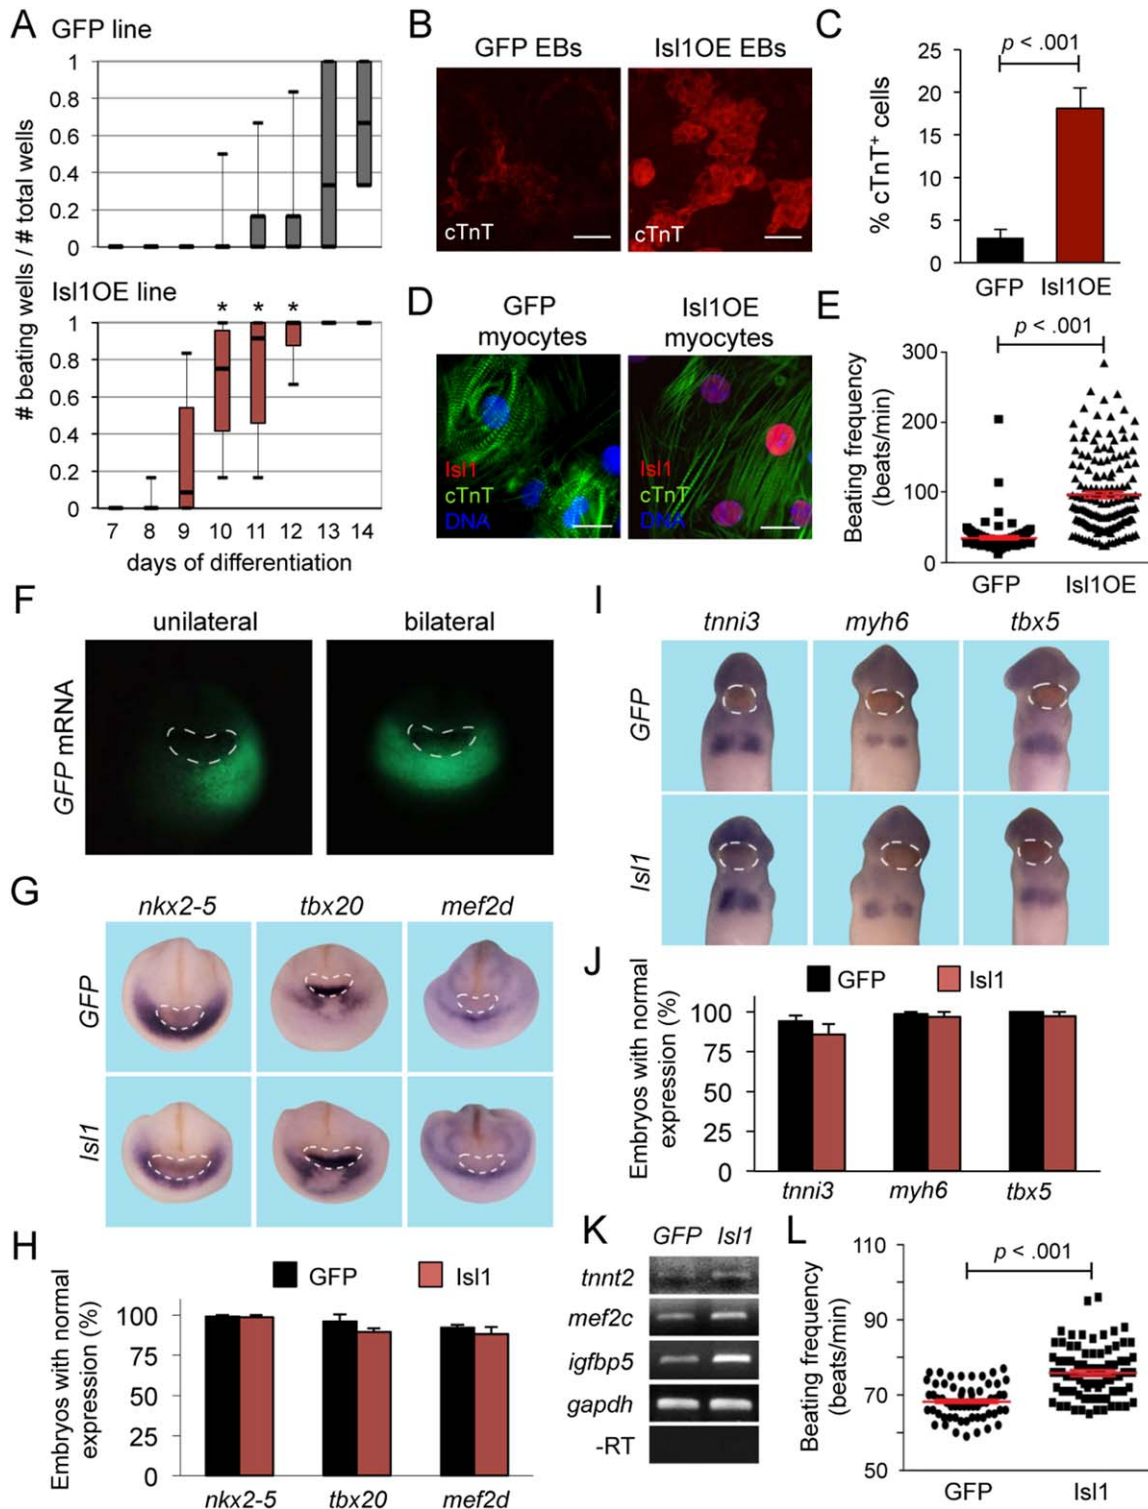 A
GFP line
1
0.8
0.6
0.4
0.2
0
Isl1OE line
* * *
1
0.8
0.6
0.4
0.2
0
7 8 9 10 11 12 13 14
days of differentiation
# beating wells / # total wells
B
GFP EBs Isl1OE EBs
cTnT cTnT
C
p < .001
25
20
15
10
5
0
% cTnT+ cells
GFP Isl1OE
D
GFP myocytes
Isl1OE myocytes
Isl1 Isl1
cTnT cTnT
DNA DNA
E
p < .001
300
200
100
0
Beating frequency
(beats/min)
GFP Isl1OE
F
unilateral bilateral
GFP mRNA
G
nkx2-5 tbx20 mef2d
GFP
Isl1
H
GFP Isl1
100
75
50
25
0
Embryos with normal
expression (%)
nkx2-5 tbx20 mef2d
I
tnni3 myh6 tbx5
GFP
Isl1
J
GFP Isl1
100
75
50
25
0
Embryos with normal
expression (%)
tnni3 myh6 tbx5
K
GFP Isl1
tnnt2
mef2c
igfbp5
gapdh
-RT
L
p < .001
110
90
70
50
Beating frequency
(beats/min)
GFP Isl1